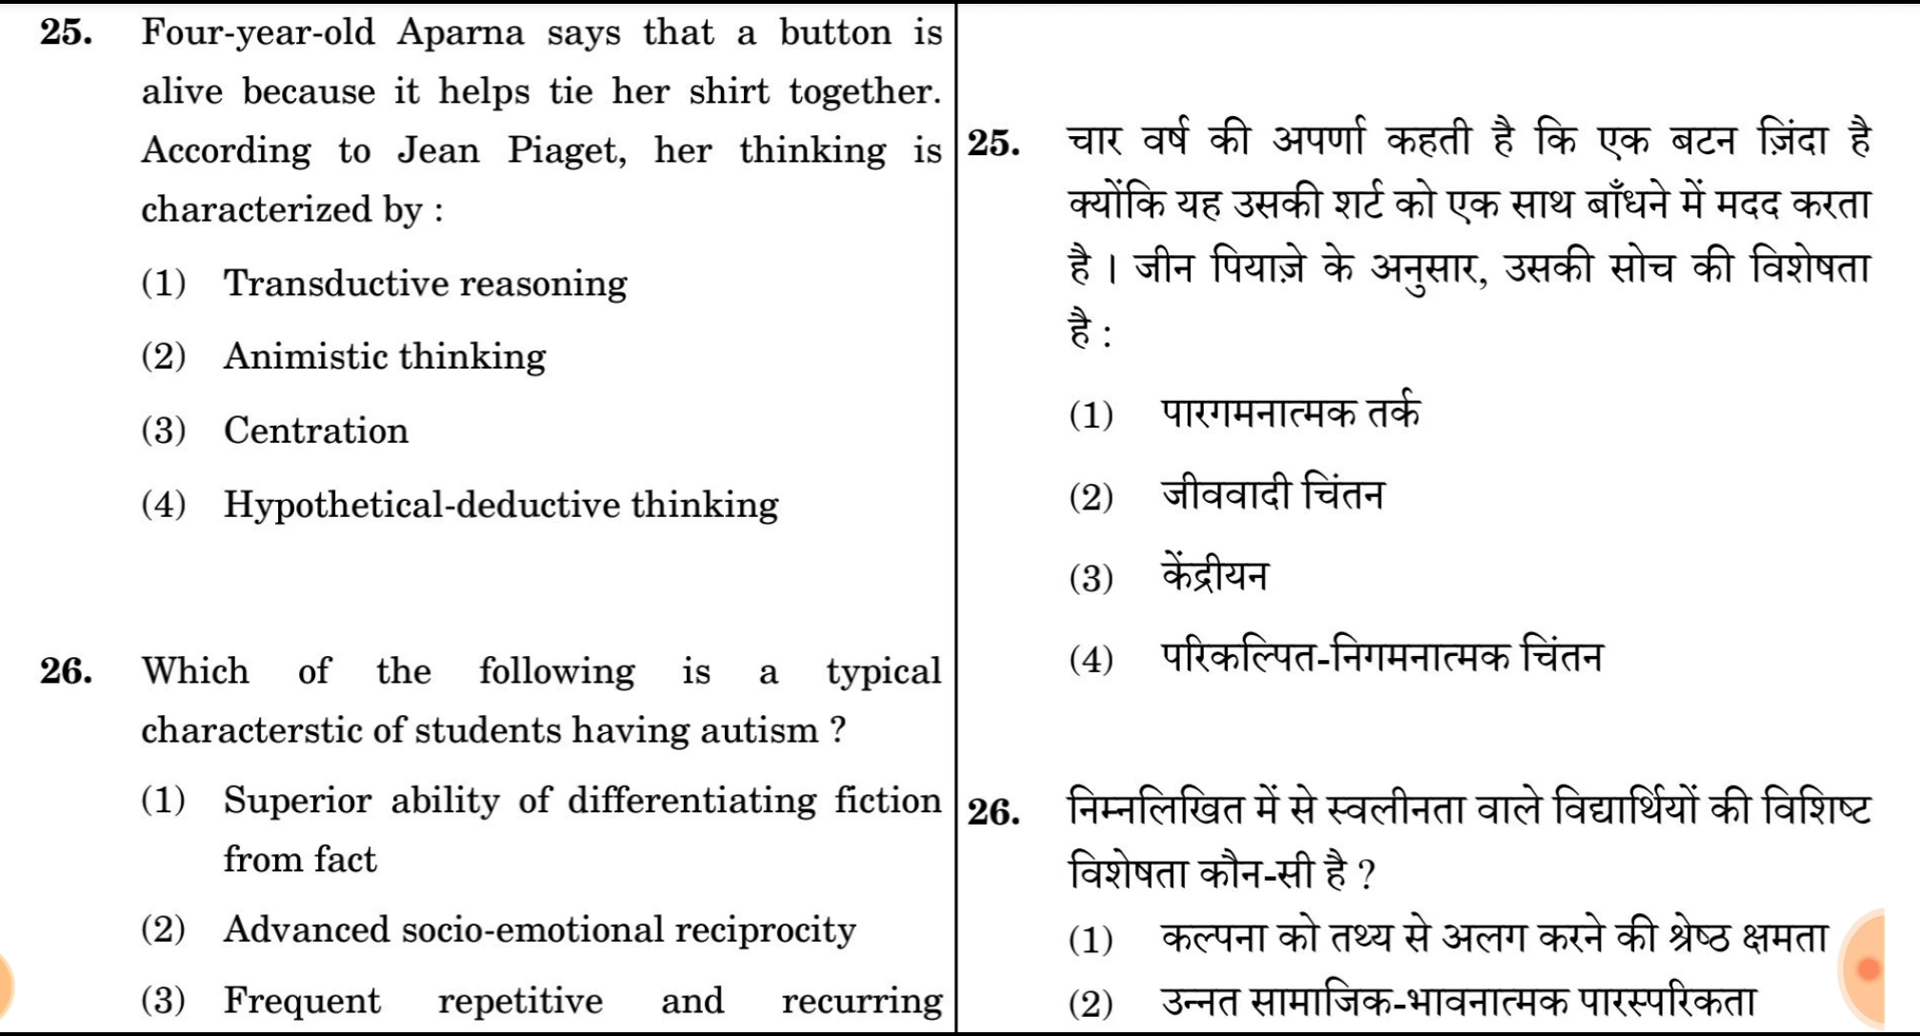 25. Four-year-old Aparna says that a button is
alive because it helps tie her shirt together.
According to Jean Piaget, her thinking is
characterized by :
(1) Transductive reasoning
(2) Animistic thinking
(3) Centration
(4) Hypothetical-deductive thinking
26. Which of the following is a typical
characterstic of students having autism ?
(1) Superior ability of differentiating fiction
from fact
(2) Advanced socio-emotional reciprocity
(3) Frequent repetitive and recurring
25. चार वर्ष की अपर्णा कहती है कि एक बटन ज़िंदा है
क्योंकि यह उसकी शर्ट को एक साथ बाँधने में मदद करता
है । जीन पियाज़े के अनुसार, उसकी सोच की विशेषता
है :
(1) पारगमनात्मक तर्क
(2) जीववादी चिंतन
(3) केंद्रीयन
(4) परिकल्पित-निगमनात्मक चिंतन
26. निम्नलिखित में से स्वलीनता वाले विद्यार्थियों की विशिष्ट
विशेषता कौन-सी है ?
(1) कल्पना को तथ्य से अलग करने की श्रेष्ठ क्षमता
(2) उन्नत सामाजिक-भावनात्मक पारस्परिकता